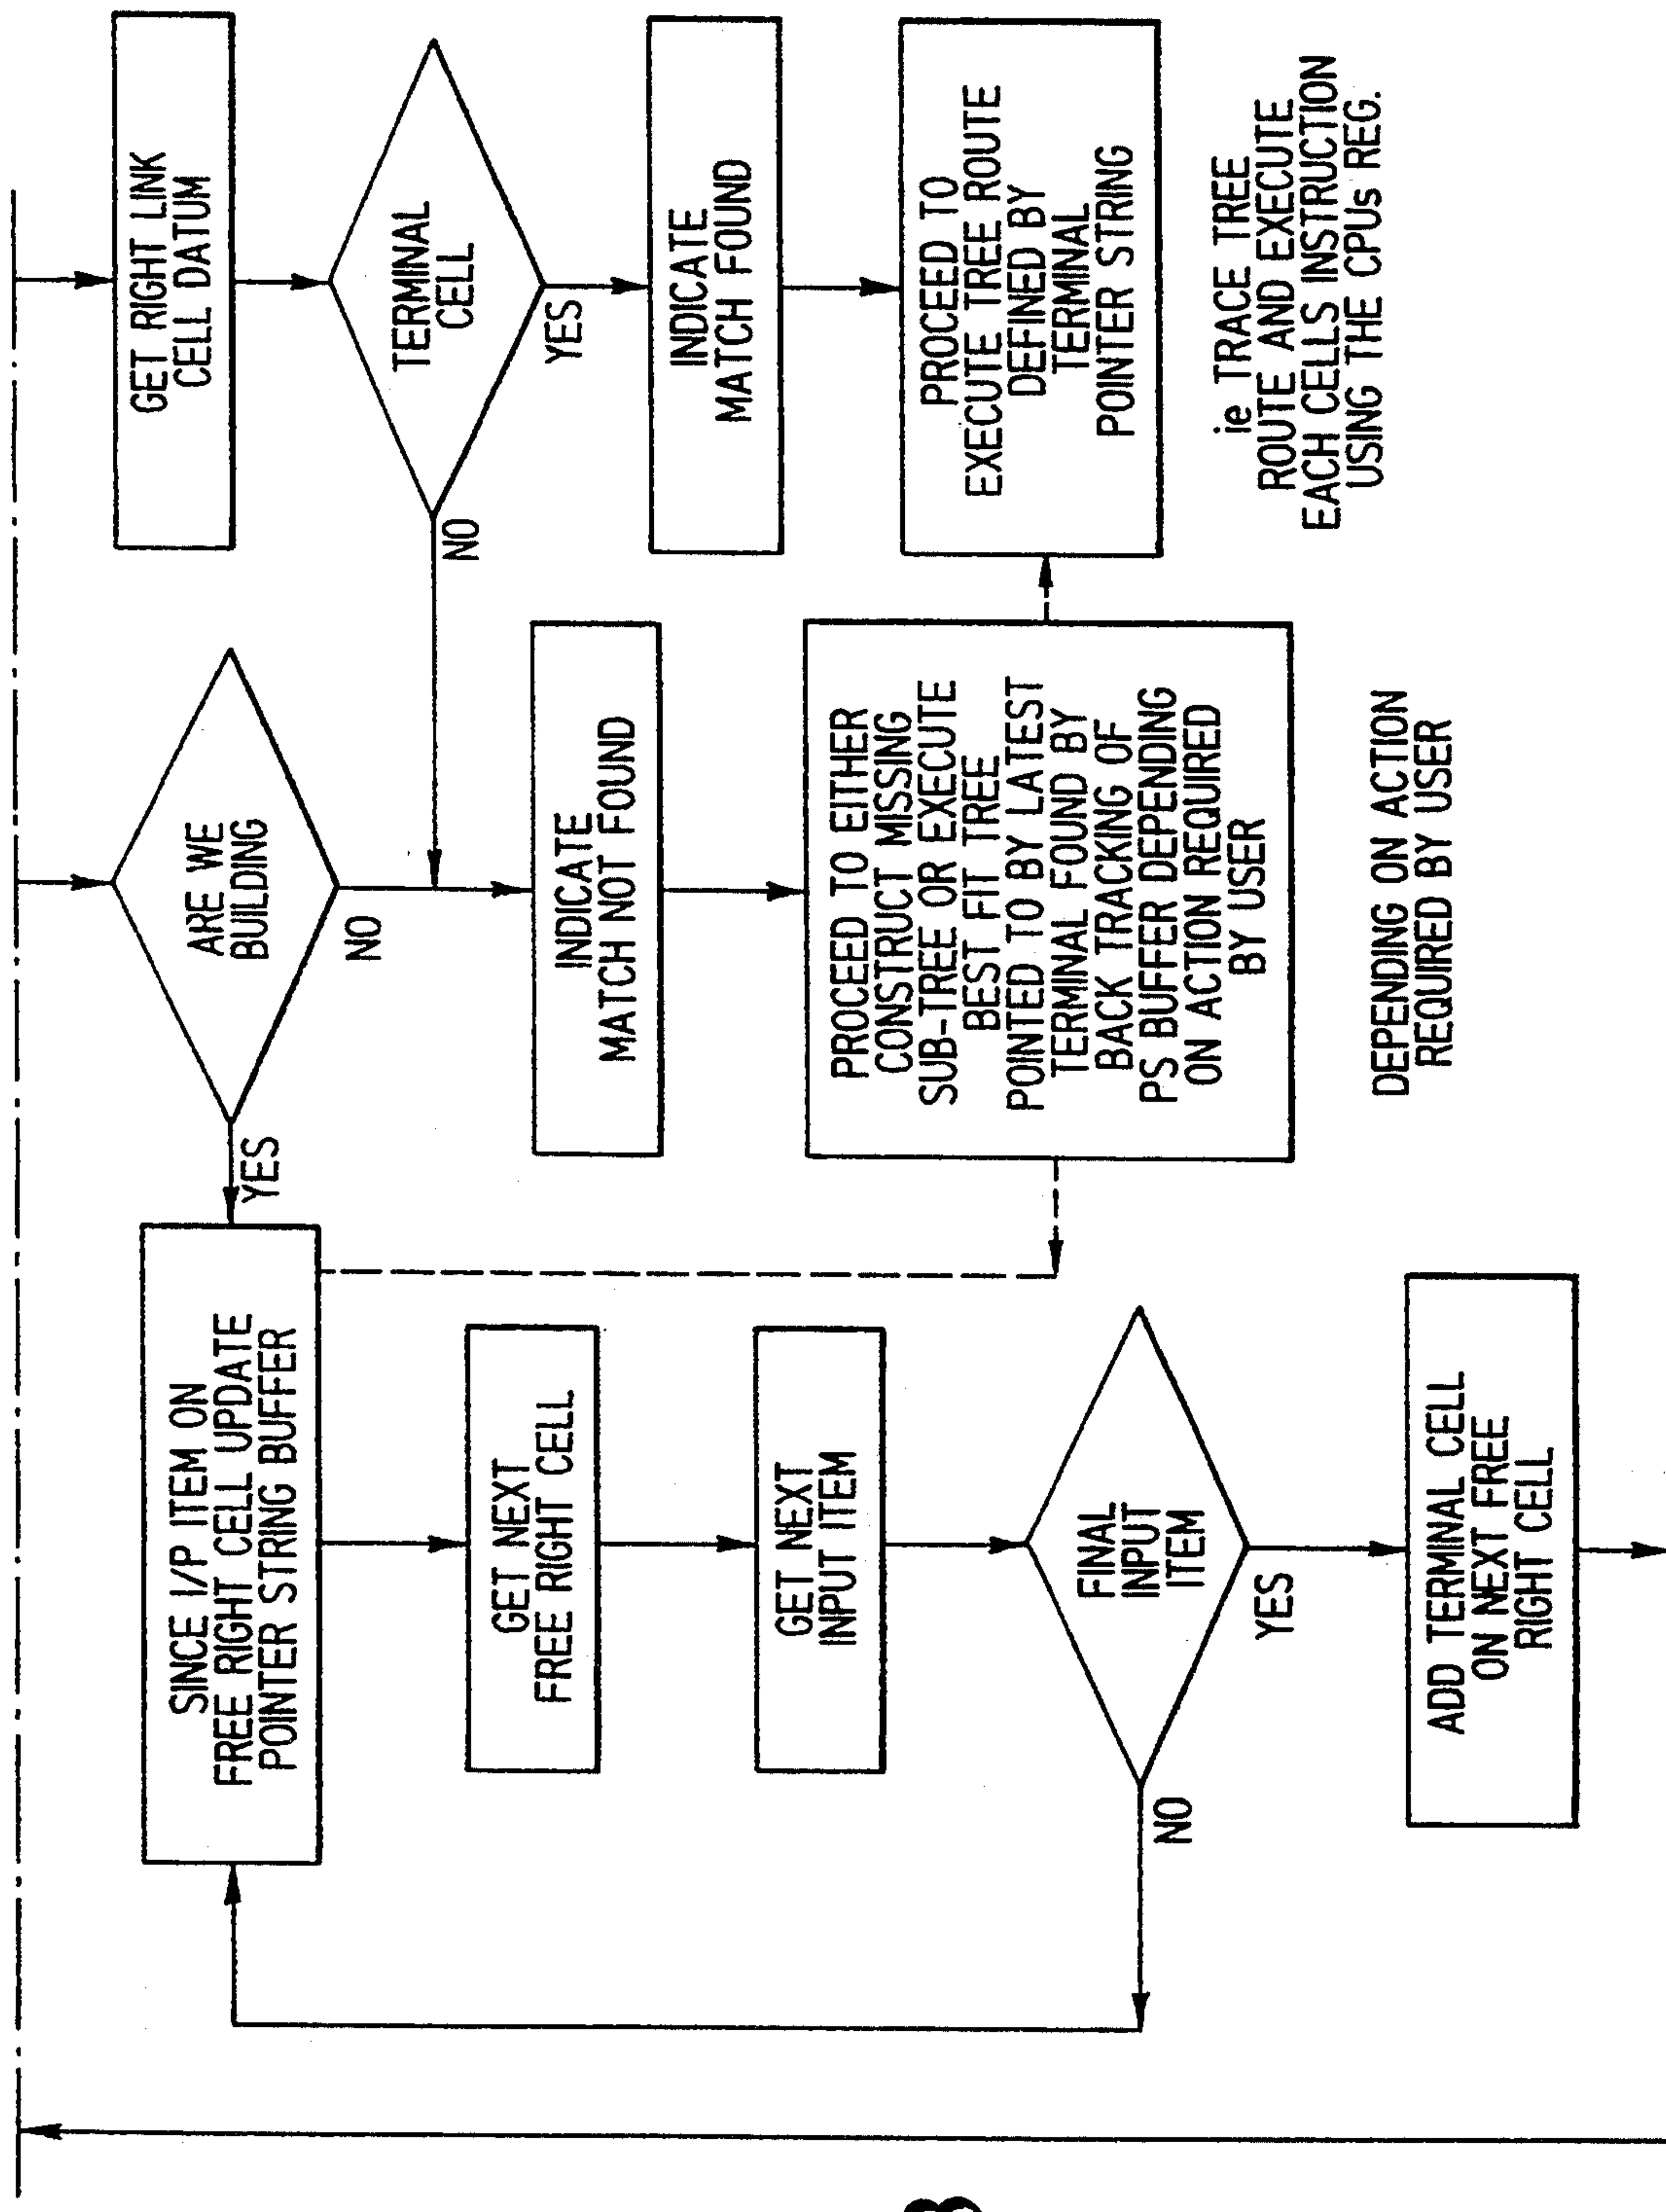 SINCE I/P ITEM ON
FREE RIGHT CELL UPDATE
POINTER STRING BUFFER
GET NEXT
FREE RIGHT CELL
GET NEXT
INPUT ITEM
FINAL
INPUT
ITEM
NO
YES
ADD TERMINAL CELL
ON NEXT FREE
RIGHT CELL
ARE WE
BUILDING
YES
NO
INDICATE
MATCH NOT FOUND
PROCEED TO EITHER
CONSTRUCT MISSING
SUB-TREE OR EXECUTE
BEST FIT TREE
POINTED TO BY LATEST
TERMINAL FOUND BY
BACK TRACKING OF
PS BUFFER DEPENDING
ON ACTION REQUIRED
BY USER
DEPENDING ON ACTION
REQUIRED BY USER
GET RIGHT LINK
CELL DATUM
TERMINAL
CELL
NO
YES
INDICATE
MATCH FOUND
PROCEED TO
EXECUTE TREE ROUTE
DEFINED BY
TERMINAL
POINTER STRING
ie TRACE TREE
ROUTE AND EXECUTE
EACH CELLS INSTRUCTION
USING THE CPUs REG.